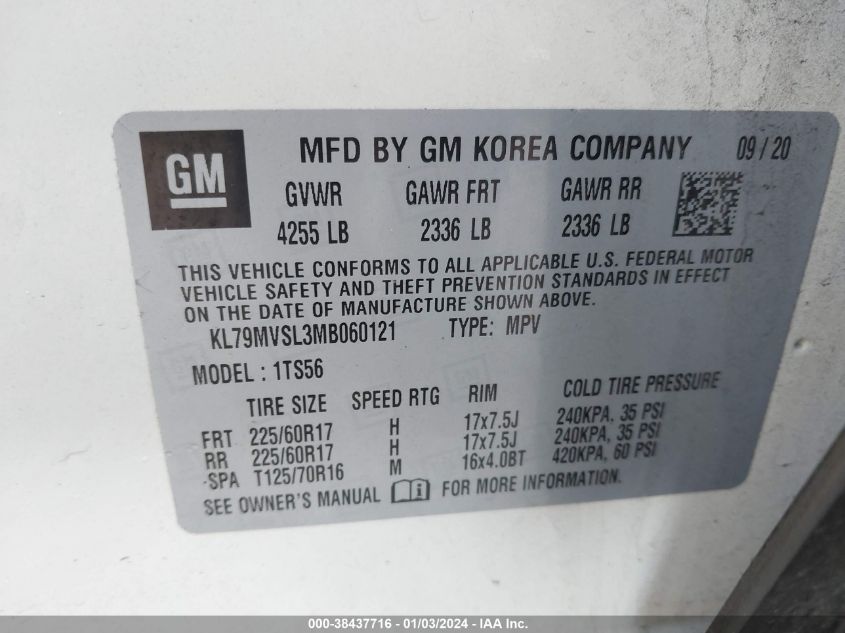 GM
MFD BY GM KOREA COMPANY 09/20
GVWR GAWR FRT GAWR RR
4255 LB 2336 LB 2336 LB
THIS VEHICLE CONFORMS TO ALL APPLICABLE U.S. FEDERAL MOTOR
VEHICLE SAFETY AND THEFT PREVENTION STANDARDS IN EFFECT
ON THE DATE OF MANUFACTURE SHOWN ABOVE.
KL79MVSL3MB060121 TYPE: MPV
MODEL : 1TS56
TIRE SIZE SPEED RTG RIM COLD TIRE PRESSURE
FRT 225/60R17 H 17x7.5J 240KPA, 35 PSI
RR 225/60R17 H 17x7.5J 240KPA, 35 PSI
SPA T125/70R16 M 16x4.0BT 420KPA, 60 PSI
SEE OWNER'S MANUAL FOR MORE INFORMATION.
000-38437716 - 01/03/2024 - IAA Inc.